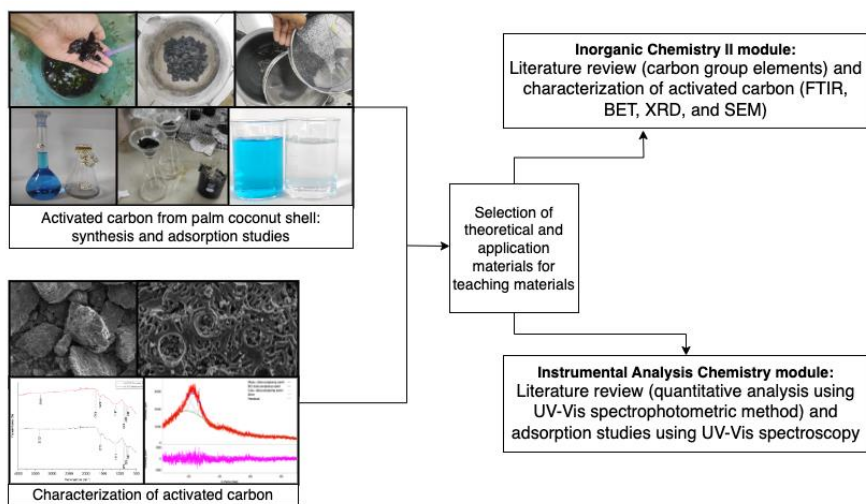 Activated carbon from palm coconut shell:
synthesis and adsorption studies
Characterization of activated carbon
Selection of
theoretical and
application
materials for
teaching materials
Inorganic Chemistry II module:
Literature review (carbon group elements) and
characterization of activated carbon (FTIR,
BET, XRD, and SEM)
Instrumental Analysis Chemistry module:
Literature review (quantitative analysis using
UV-Vis spectrophotometric method) and
adsorption studies using UV-Vis spectroscopy